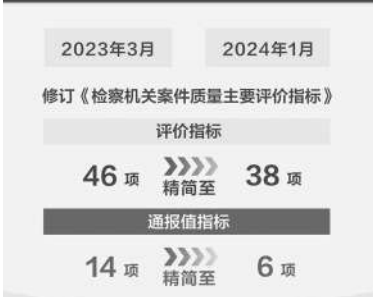 2023年3月 2024年1月
修订《检察机关案件质量主要评价指标》
评价指标
46 项 精简至 38 项
通报值指标
14 项 精简至 6 项